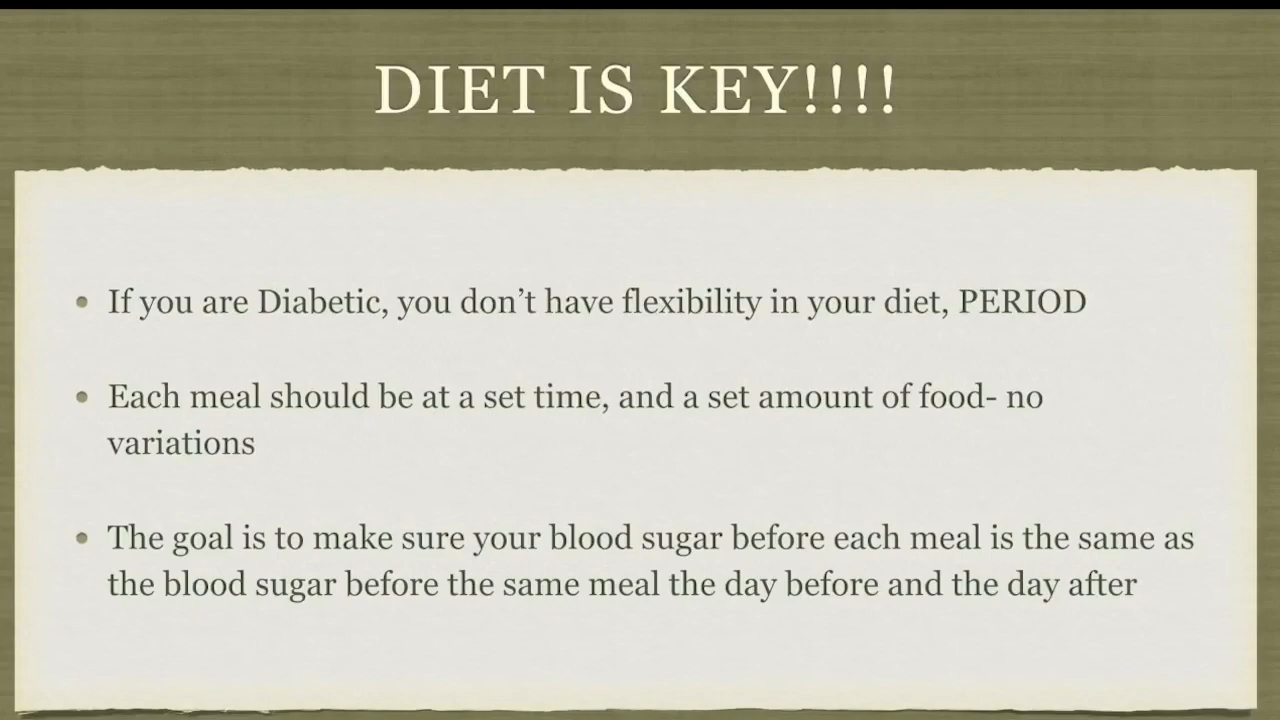 DIET IS KEY!!!!
• If you are Diabetic, you don’t have flexibility in your diet, PERIOD
• Each meal should be at a set time, and a set amount of food- no
variations
• The goal is to make sure your blood sugar before each meal is the same as
the blood sugar before the same meal the day before and the day after